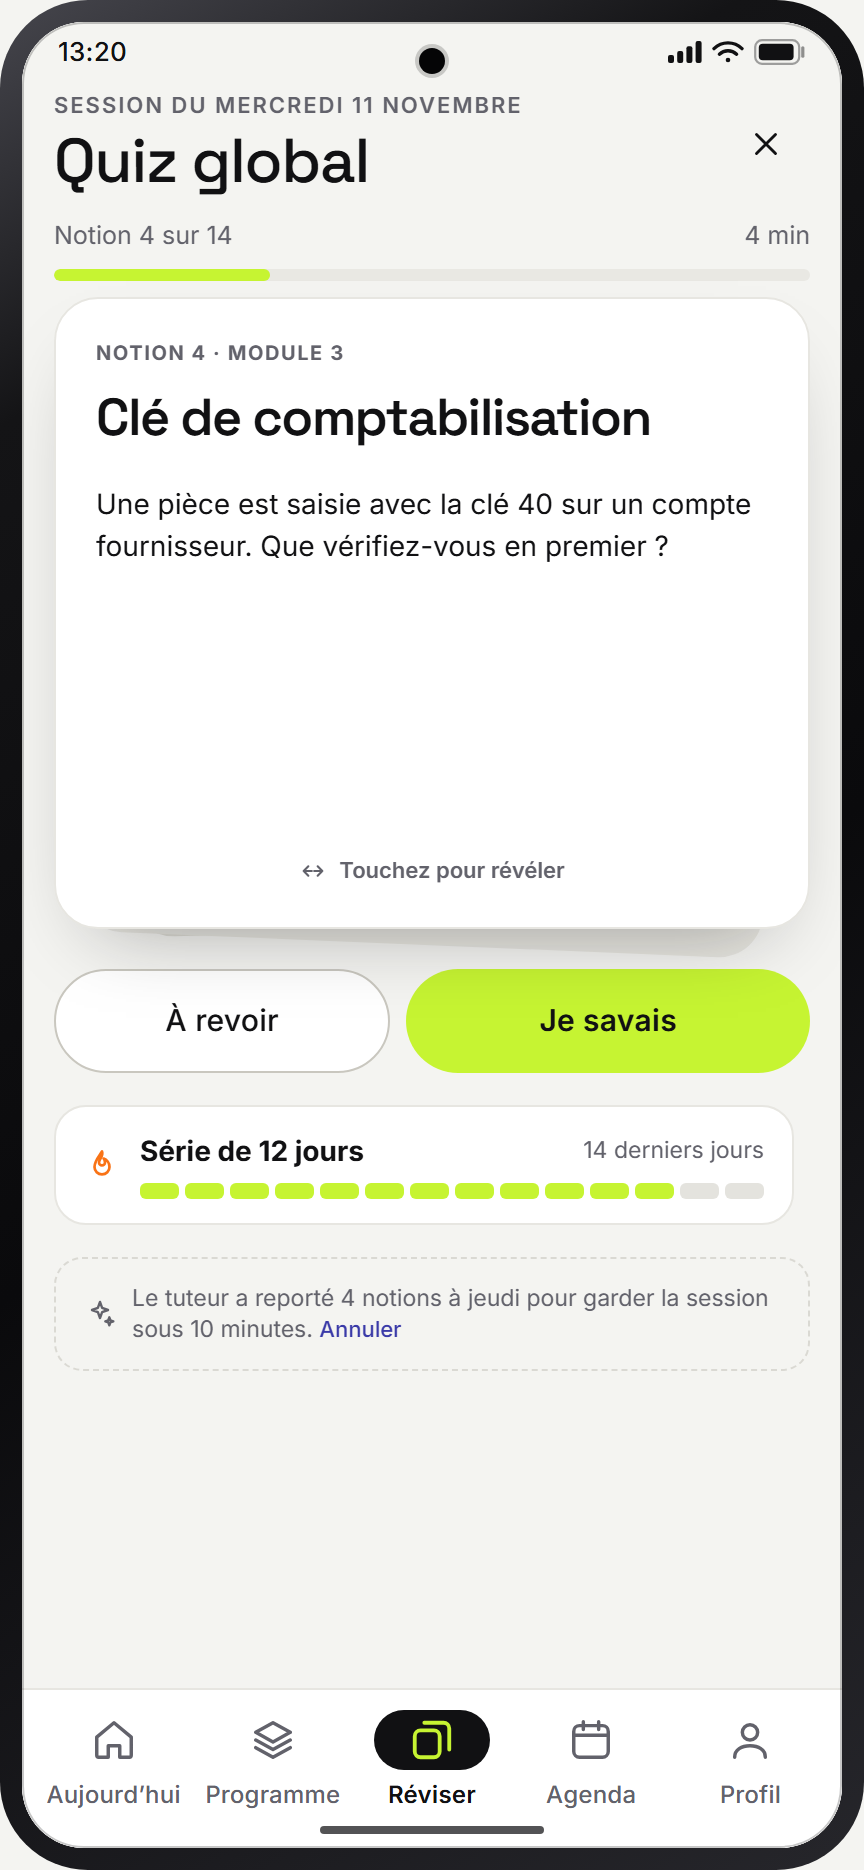 13:20
SESSION DU MERCREDI 11 NOVEMBRE
Quiz global
Notion 4 sur 14
4 min
NOTION 4 · MODULE 3
Clé de comptabilisation
Une pièce est saisie avec la clé 40 sur un compte
fournisseur. Que vérifiez-vous en premier ?
Touchez pour révéler
À revoir
Je savais
Série de 12 jours
14 derniers jours
Le tuteur a reporté 4 notions à jeudi pour garder la session
sous 10 minutes. Annuler
Aujourd’hui
Programme
Réviser
Agenda
Profil